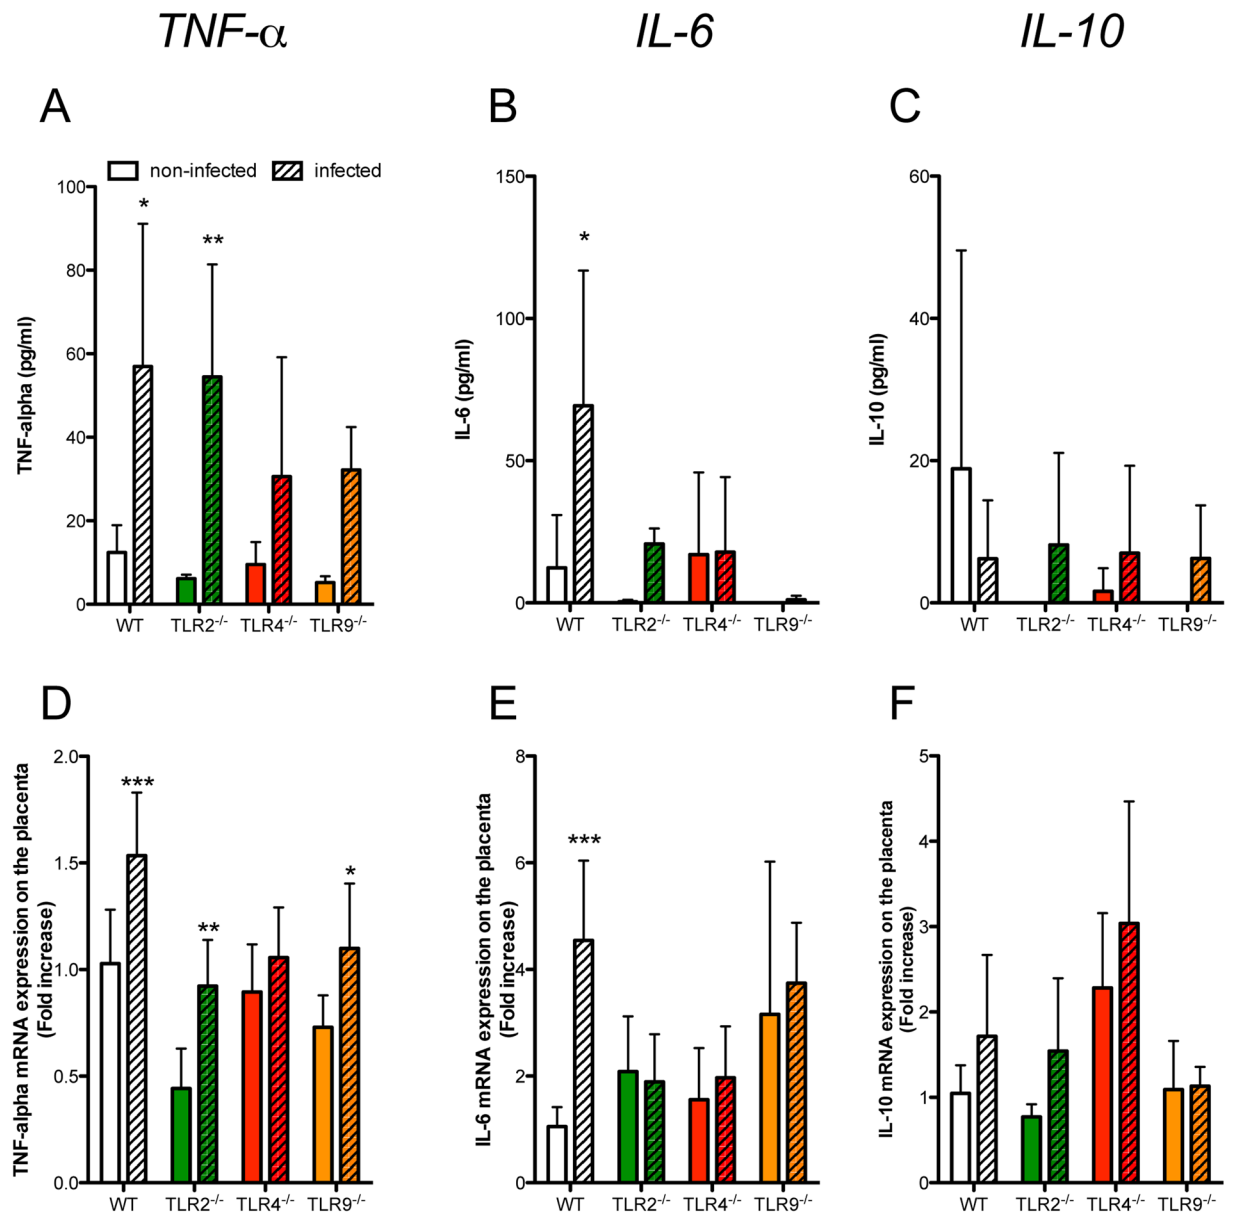 TNF-α
IL-6
IL-10
A
B
C
non-infected
infected
TNF-alpha (pg/ml)
100
80
60
40
20
0
*
**
WT
TLR2-/-
TLR4-/-
TLR9-/-
IL-6 (pg/ml)
150
100
50
0
*
WT
TLR2-/-
TLR4-/-
TLR9-/-
IL-10 (pg/ml)
60
40
20
0
WT
TLR2-/-
TLR4-/-
TLR9-/-
D
E
F
TNF-alpha mRNA expression on the placenta
(Fold increase)
2.0
1.5
1.0
0.5
0.0
***
**
*
WT
TLR2-/-
TLR4-/-
TLR9-/-
IL-6 mRNA expression on the placenta
(Fold increase)
8
6
4
2
0
***
WT
TLR2-/-
TLR4-/-
TLR9-/-
IL-10 mRNA expression on the placenta
(Fold increase)
5
4
3
2
1
0
WT
TLR2-/-
TLR4-/-
TLR9-/-